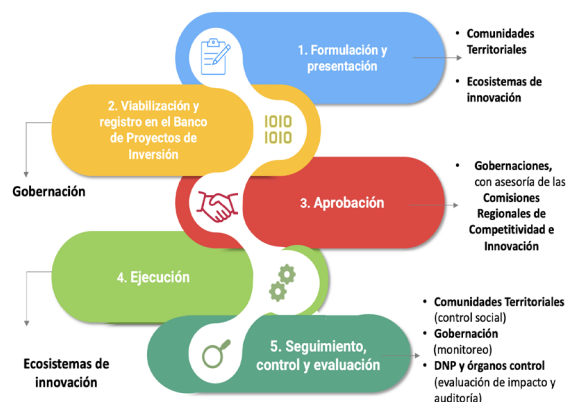 1. Formulación y
presentación
• Comunidades
Territoriales
• Ecosistemas de
innovación
2. Viabilización y
registro en el Banco
de Proyectos de
Inversión
1010
1010
Gobernación
3. Aprobación
• Gobernaciones,
con asesoría de las
Comisiones
Regionales de
Competitividad e
Innovación
4. Ejecución
Ecosistemas de
innovación
5. Seguimiento,
control y evaluación
• Comunidades Territoriales
(control social)
• Gobernación
(monitoreo)
• DNP y órganos control
(evaluación de impacto y
auditoría)